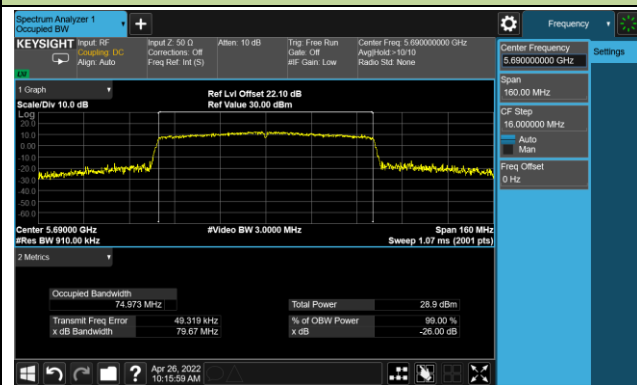 Spectrum Analyzer 1
Occupied BW
+
Frequency
KEYSIGHT
Input: RF
Coupling: DC
Align: Auto
Input Z: 50 Ω
Corrections: Off
Freq Ref: Int (S)
Atten: 10 dB
Trig: Free Run
Gate: Off
#IF Gain: Low
Center Freq: 5.690000000 GHz
Avg|Hold:>10/10
Radio Std: None
LXI
Center Frequency
5.690000000 GHz
Settings
Span
160.00 MHz
CF Step
16.000000 MHz
Auto
Man
Freq Offset
0 Hz
1 Graph
Scale/Div 10.0 dB
Ref Lvl Offset 22.10 dB
Ref Value 30.00 dBm
Log
20.0
10.0
0.00
-10.0
-20.0
-30.0
-40.0
-50.0
-60.0
Center 5.69000 GHz
#Video BW 3.0000 MHz
Span 160 MHz
#Res BW 910.00 kHz
Sweep 1.07 ms (2001 pts)
2 Metrics
Occupied Bandwidth
74.973 MHz
Total Power 28.9 dBm
Transmit Freq Error 49.319 kHz
% of OBW Power 99.00 %
x dB Bandwidth 79.67 MHz
x dB -26.00 dB
?
Apr 26, 2022
10:15:59 AM